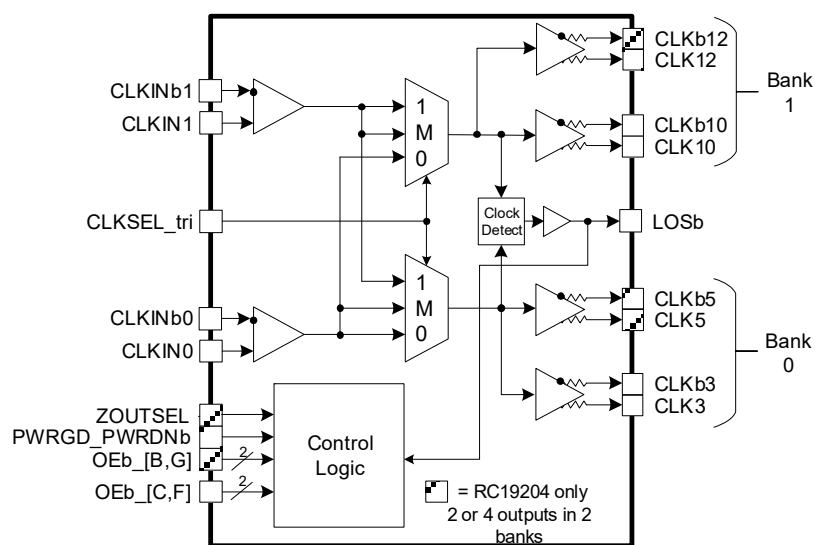 CLKb12
CLK12
Bank
1
CLKINb1
CLKIN1
1
M
0
CLKb10
CLK10
CLKSEL_tri
Clock
Detect
LOSb
1
M
0
CLKINb0
CLKIN0
CLKb5
CLK5
Bank
0
CLKb3
CLK3
ZOUTSEL
PWRGD_PWRDNb
OEb_[B,G]
2
OEb_[C,F]
2
Control
Logic
= RC19204 only
2 or 4 outputs in 2
banks